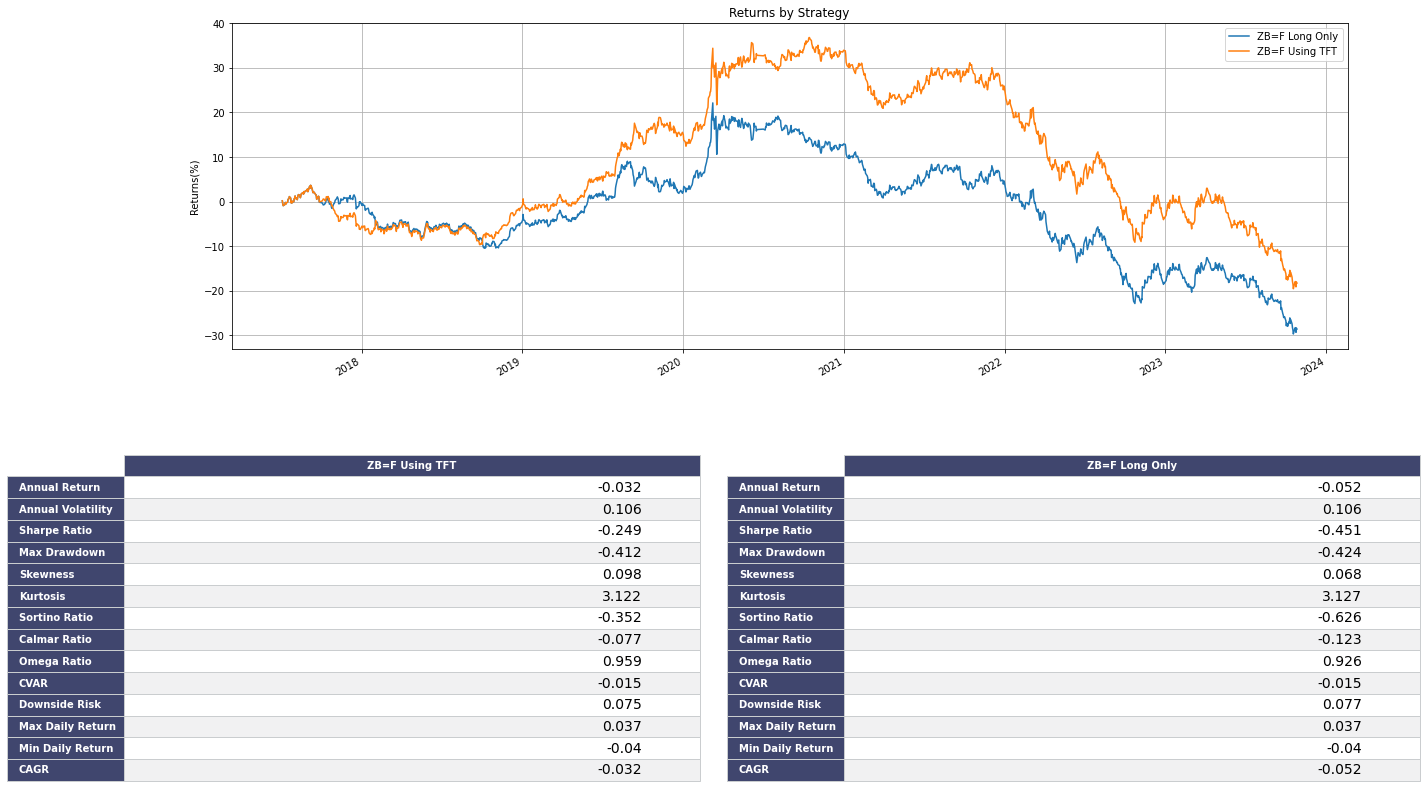 Returns by Strategy
ZB=F Long Only
ZB=F Using TFT
Returns(%)
40
30
20
10
0
−10
−20
−30
2018 2019 2020 2021 2022 2023 2024
ZB=F Using TFT
Annual Return -0.032
Annual Volatility 0.106
Sharpe Ratio -0.249
Max Drawdown -0.412
Skewness 0.098
Kurtosis 3.122
Sortino Ratio -0.352
Calmar Ratio -0.077
Omega Ratio 0.959
CVAR -0.015
Downside Risk 0.075
Max Daily Return 0.037
Min Daily Return -0.04
CAGR -0.032
ZB=F Long Only
Annual Return -0.052
Annual Volatility 0.106
Sharpe Ratio -0.451
Max Drawdown -0.424
Skewness 0.068
Kurtosis 3.127
Sortino Ratio -0.626
Calmar Ratio -0.123
Omega Ratio 0.926
CVAR -0.015
Downside Risk 0.077
Max Daily Return 0.037
Min Daily Return -0.04
CAGR -0.052